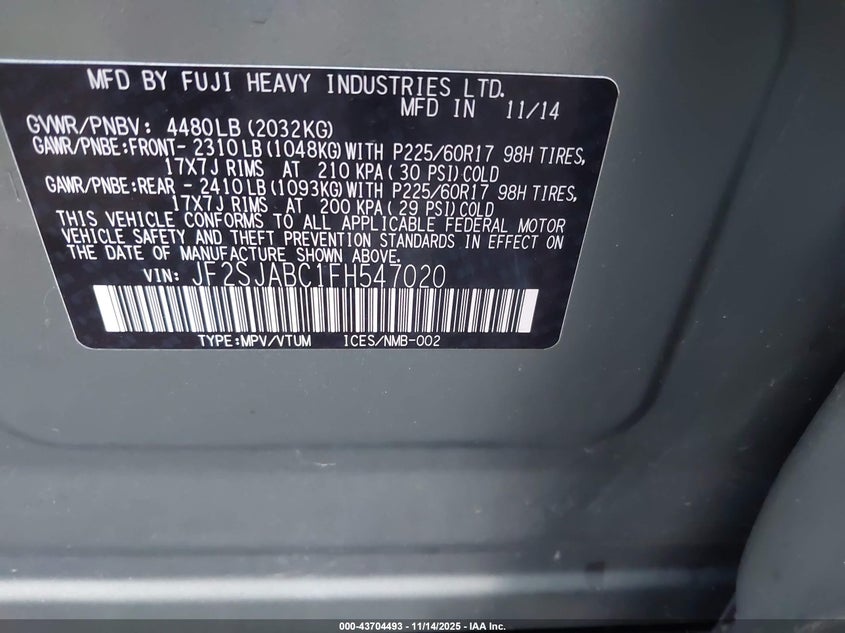 MFD BY FUJI HEAVY INDUSTRIES LTD.
MFD IN 11/14
GVWR/PNBV: 4480LB (2032KG)
GAWR/PNBE:FRONT- 2310LB (1048KG) WITH P225/60R17 98H TIRES,
17X7J RIMS AT 210 KPA ( 30 PSI) COLD
GAWR/PNBE:REAR - 2410LB (1093KG) WITH P225/60R17 98H TIRES,
17X7J RIMS AT 200 KPA ( 29 PSI) COLD
THIS VEHICLE CONFORMS TO ALL APPLICABLE FEDERAL MOTOR
VEHICLE SAFETY AND THEFT PREVENTION STANDARDS IN EFFECT ON
THE DATE OF MANUFACTURE SHOWN ABOVE.
VIN: JF2SJABC1FH547020
TYPE:MPV/VTUM ICES/NMB-002
000-43704493 - 11/14/2025 - IAA Inc.